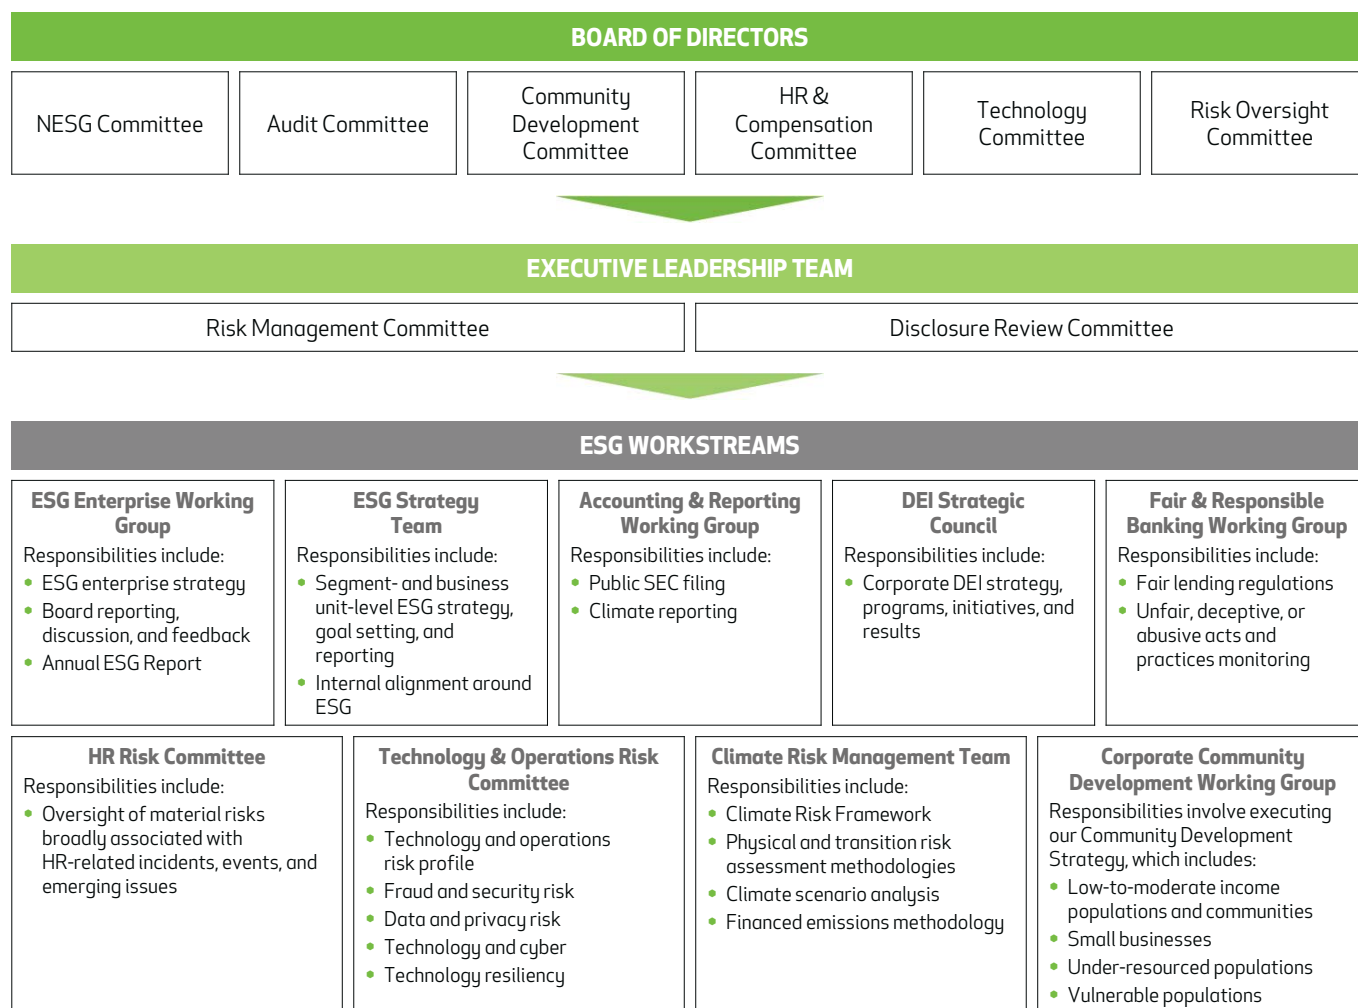 BOARD OF DIRECTORS
NESG Committee
Audit Committee
Community
Development
Committee
HR &
Compensation
Committee
Technology
Committee
Risk Oversight
Committee
EXECUTIVE LEADERSHIP TEAM
Risk Management Committee
Disclosure Review Committee
ESG WORKSTREAMS
ESG Enterprise Working
Group
Responsibilities include:
• ESG enterprise strategy
• Board reporting,
discussion, and feedback
• Annual ESG Report
ESG Strategy
Team
Responsibilities include:
• Segment- and business
unit-level ESG strategy,
goal setting, and
reporting
• Internal alignment around
ESG
Accounting & Reporting
Working Group
Responsibilities include:
• Public SEC filing
• Climate reporting
DEI Strategic
Council
Responsibilities include:
• Corporate DEI strategy,
programs, initiatives, and
results
Fair & Responsible
Banking Working Group
Responsibilities include:
• Fair lending regulations
• Unfair, deceptive, or
abusive acts and
practices monitoring
HR Risk Committee
Responsibilities include:
• Oversight of material risks
broadly associated with
HR-related incidents, events, and
emerging issues
Technology & Operations Risk
Committee
Responsibilities include:
• Technology and operations
risk profile
• Fraud and security risk
• Data and privacy risk
• Technology and cyber
• Technology resiliency
Climate Risk Management Team
Responsibilities include:
• Climate Risk Framework
• Physical and transition risk
assessment methodologies
• Climate scenario analysis
• Financed emissions methodology
Corporate Community
Development Working Group
Responsibilities involve executing
our Community Development
Strategy, which includes:
• Low-to-moderate income
populations and communities
• Small businesses
• Under-resourced populations
• Vulnerable populations